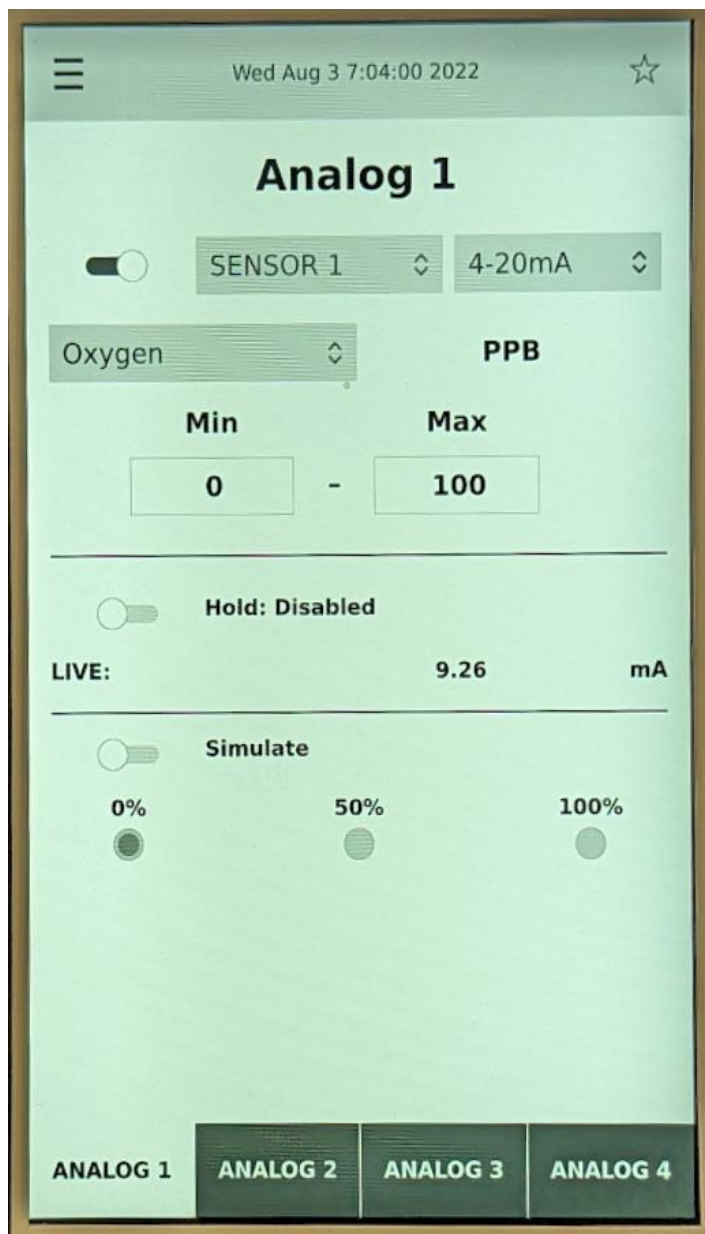 Wed Aug 3 7:04:00 2022
Analog 1
SENSOR 1 4-20mA
Oxygen PPB
Min Max
0 - 100
Hold: Disabled
LIVE: 9.26 mA
Simulate
0% 50% 100%
ANALOG 1 ANALOG 2 ANALOG 3 ANALOG 4